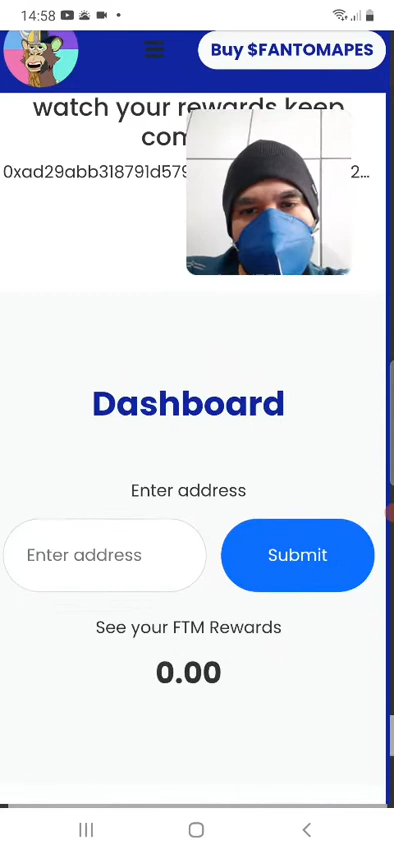 14:58
Buy $FANTOMAPES
watch your rewards keep
0xad29abb318791d579
2...
Dashboard
Enter address
Enter address
Submit
See your FTM Rewards
0.00